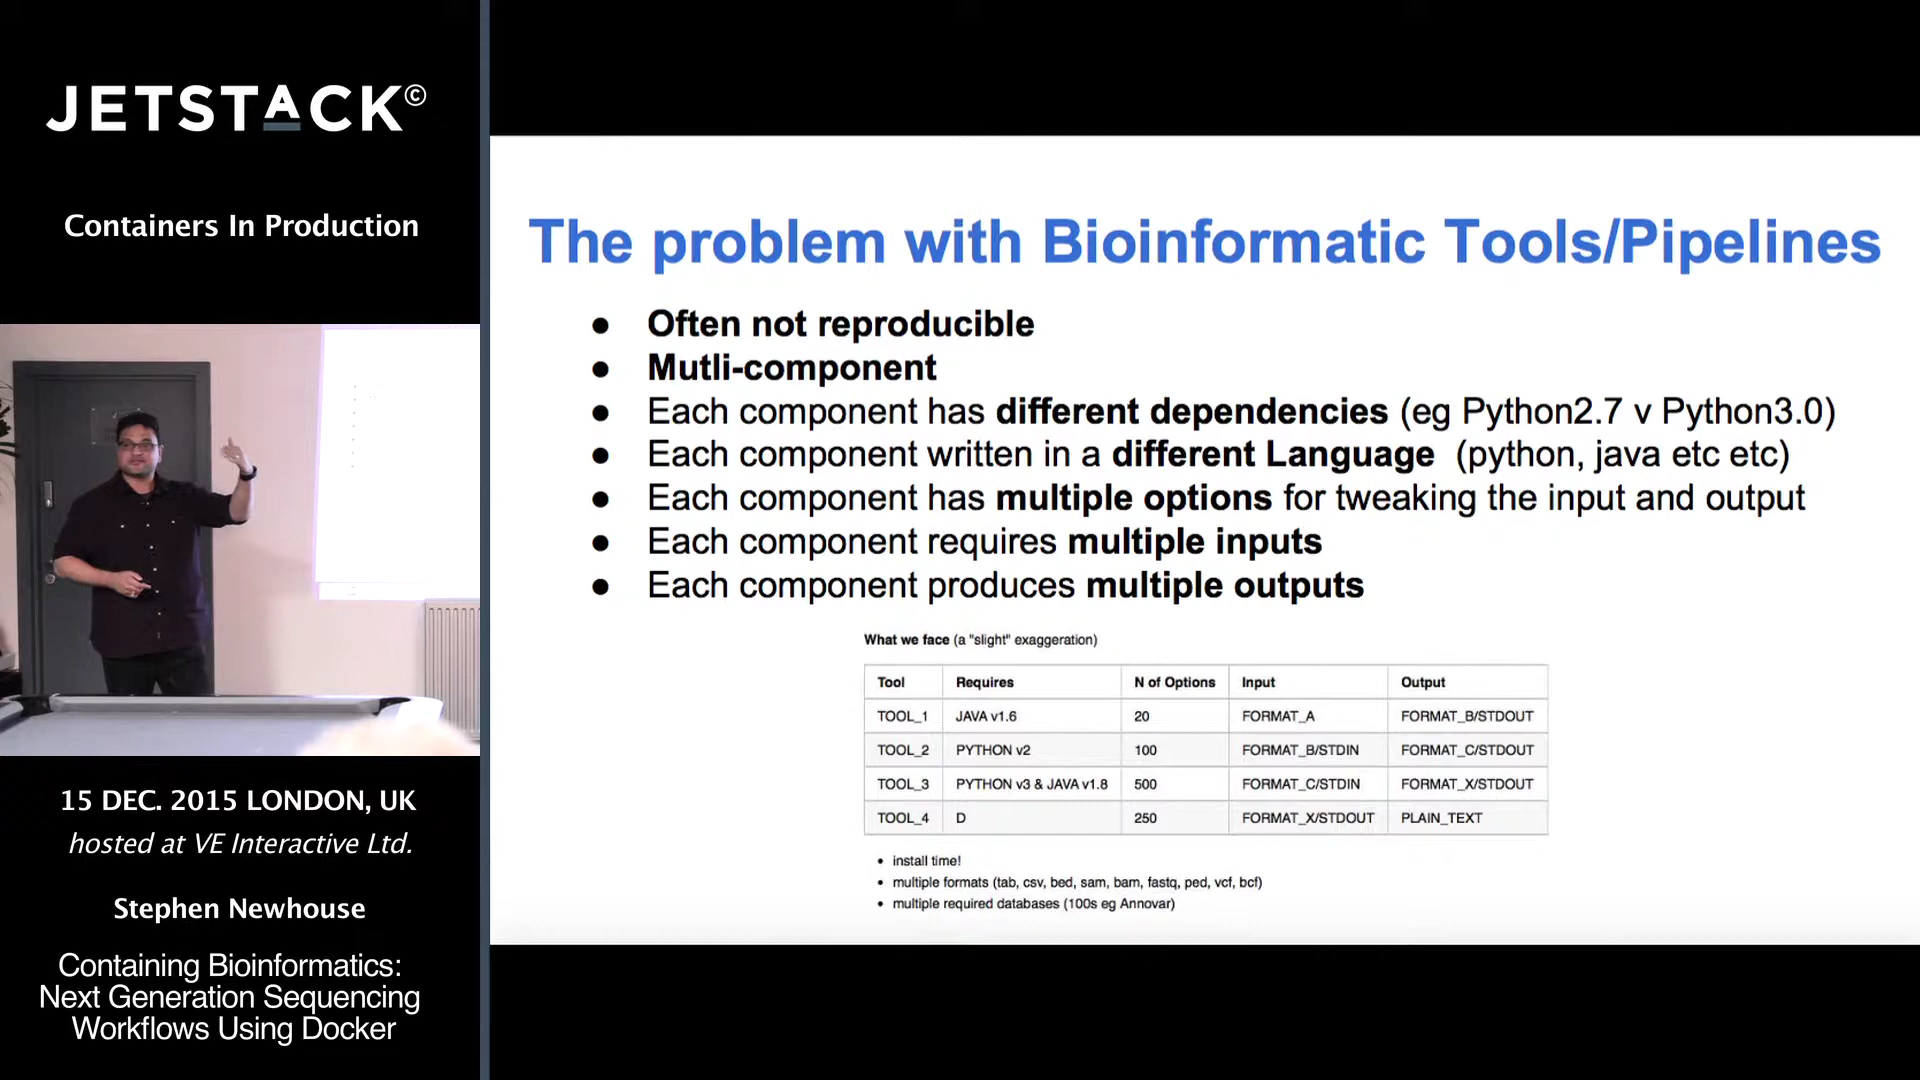 JETSTACK©
Containers In Production
15 DEC. 2015 LONDON, UK
hosted at VE Interactive Ltd.
Stephen Newhouse
Containing Bioinformatics:
Next Generation Sequencing
Workflows Using Docker
The problem with Bioinformatic Tools/Pipelines
● Often not reproducible
● Mutli-component
● Each component has different dependencies (eg Python2.7 v Python3.0)
● Each component written in a different Language (python, java etc etc)
● Each component has multiple options for tweaking the input and output
● Each component requires multiple inputs
● Each component produces multiple outputs
What we face (a "slight" exaggeration)
Tool Requires N of Options Input Output
TOOL_1 JAVA v1.6 20 FORMAT_A FORMAT_B/STDOUT
TOOL_2 PYTHON v2 100 FORMAT_B/STDIN FORMAT_C/STDOUT
TOOL_3 PYTHON v3 & JAVA v1.8 500 FORMAT_C/STDIN FORMAT_X/STDOUT
TOOL_4 D 250 FORMAT_X/STDOUT PLAIN_TEXT
• install time!
• multiple formats (tab, csv, bed, sam, bam, fastq, ped, vcf, bcf)
• multiple required databases (100s eg Annovar)